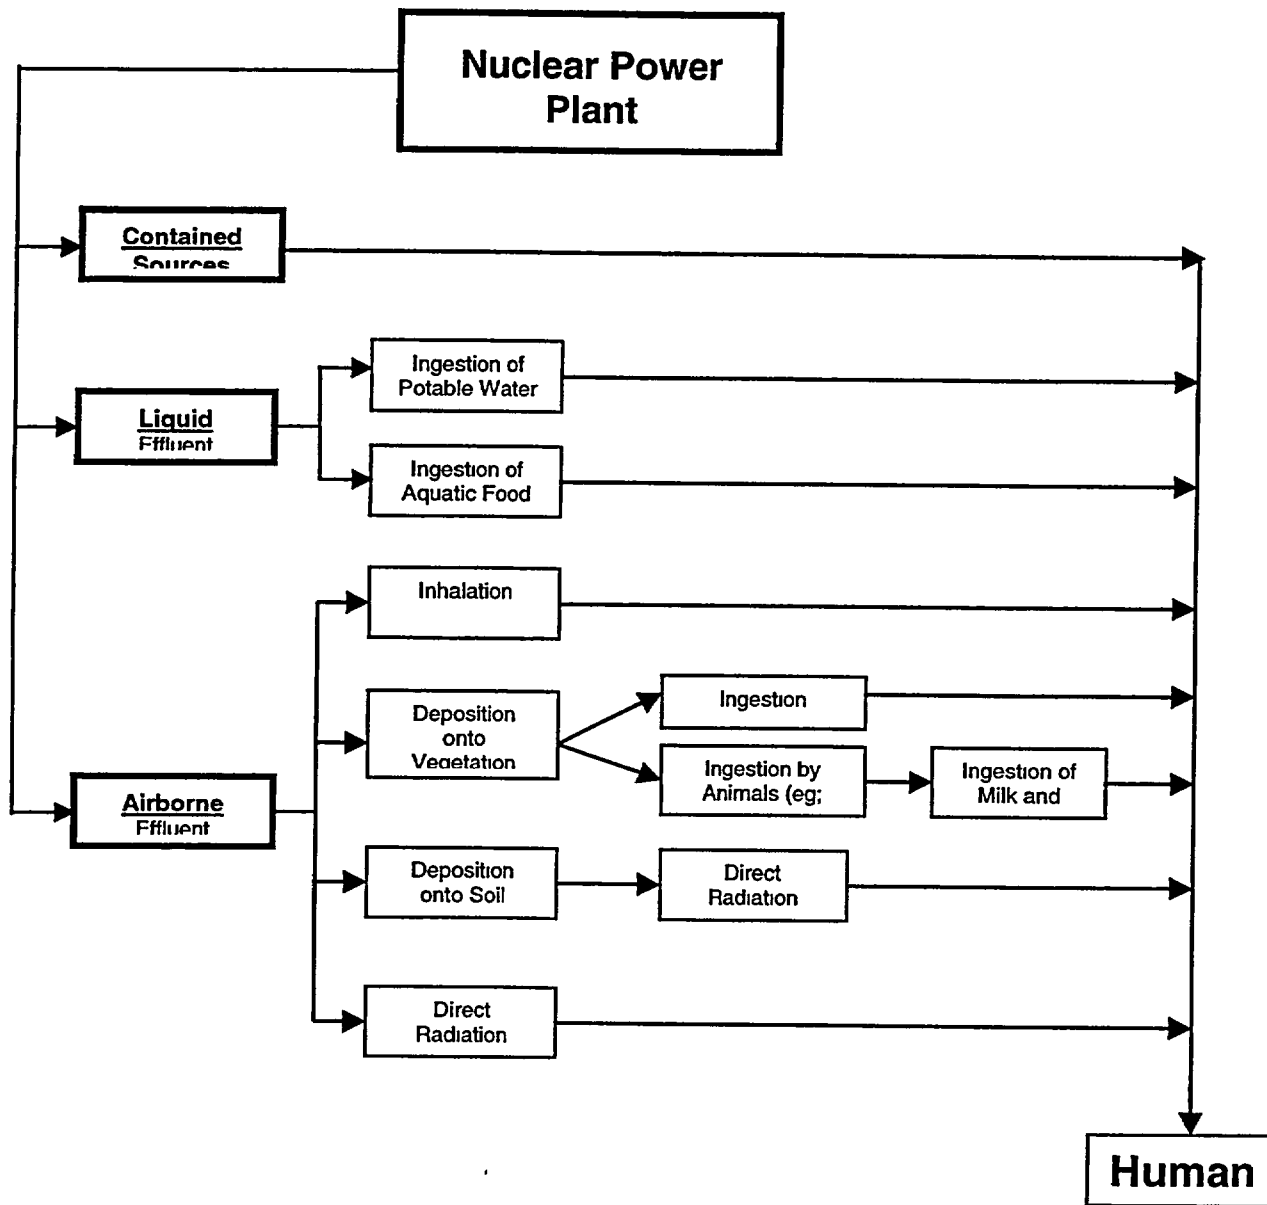 Nuclear Power
Plant
Contained
Sources
Liquid
Effluent
Ingestion of
Potable Water
Ingestion of
Aquatic Food
Airborne
Effluent
Inhalation
Deposition
onto
Vegetation
Ingestion
Ingestion by
Animals (eg;
Ingestion of
Milk and
Deposition
onto Soil
Direct
Radiation
Direct
Radiation
Human